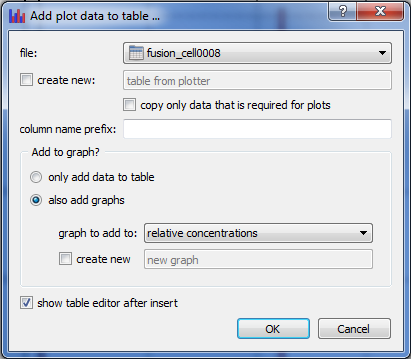 Add plot data to table ...
file: fusion_cell0008
create new: table from plotter
copy only data that is required for plots
column name prefix:
Add to graph?
only add data to table
also add graphs
graph to add to: relative concentrations
create new new graph
show table editor after insert
OK Cancel